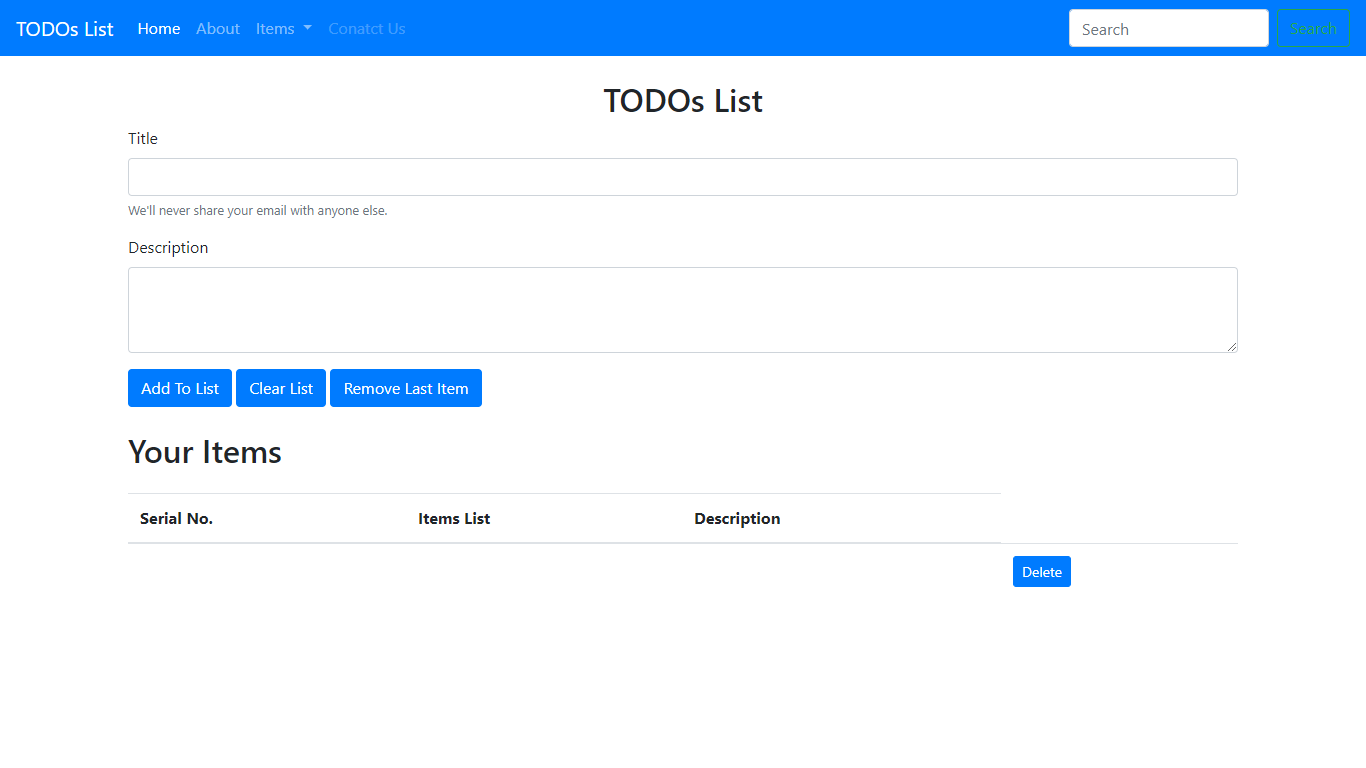 TODOs List Home About Items Conatct Us Search Search
TODOs List
Title
We'll never share your email with anyone else.
Description
Add To List Clear List Remove Last Item
Your Items
Serial No. Items List Description
Delete